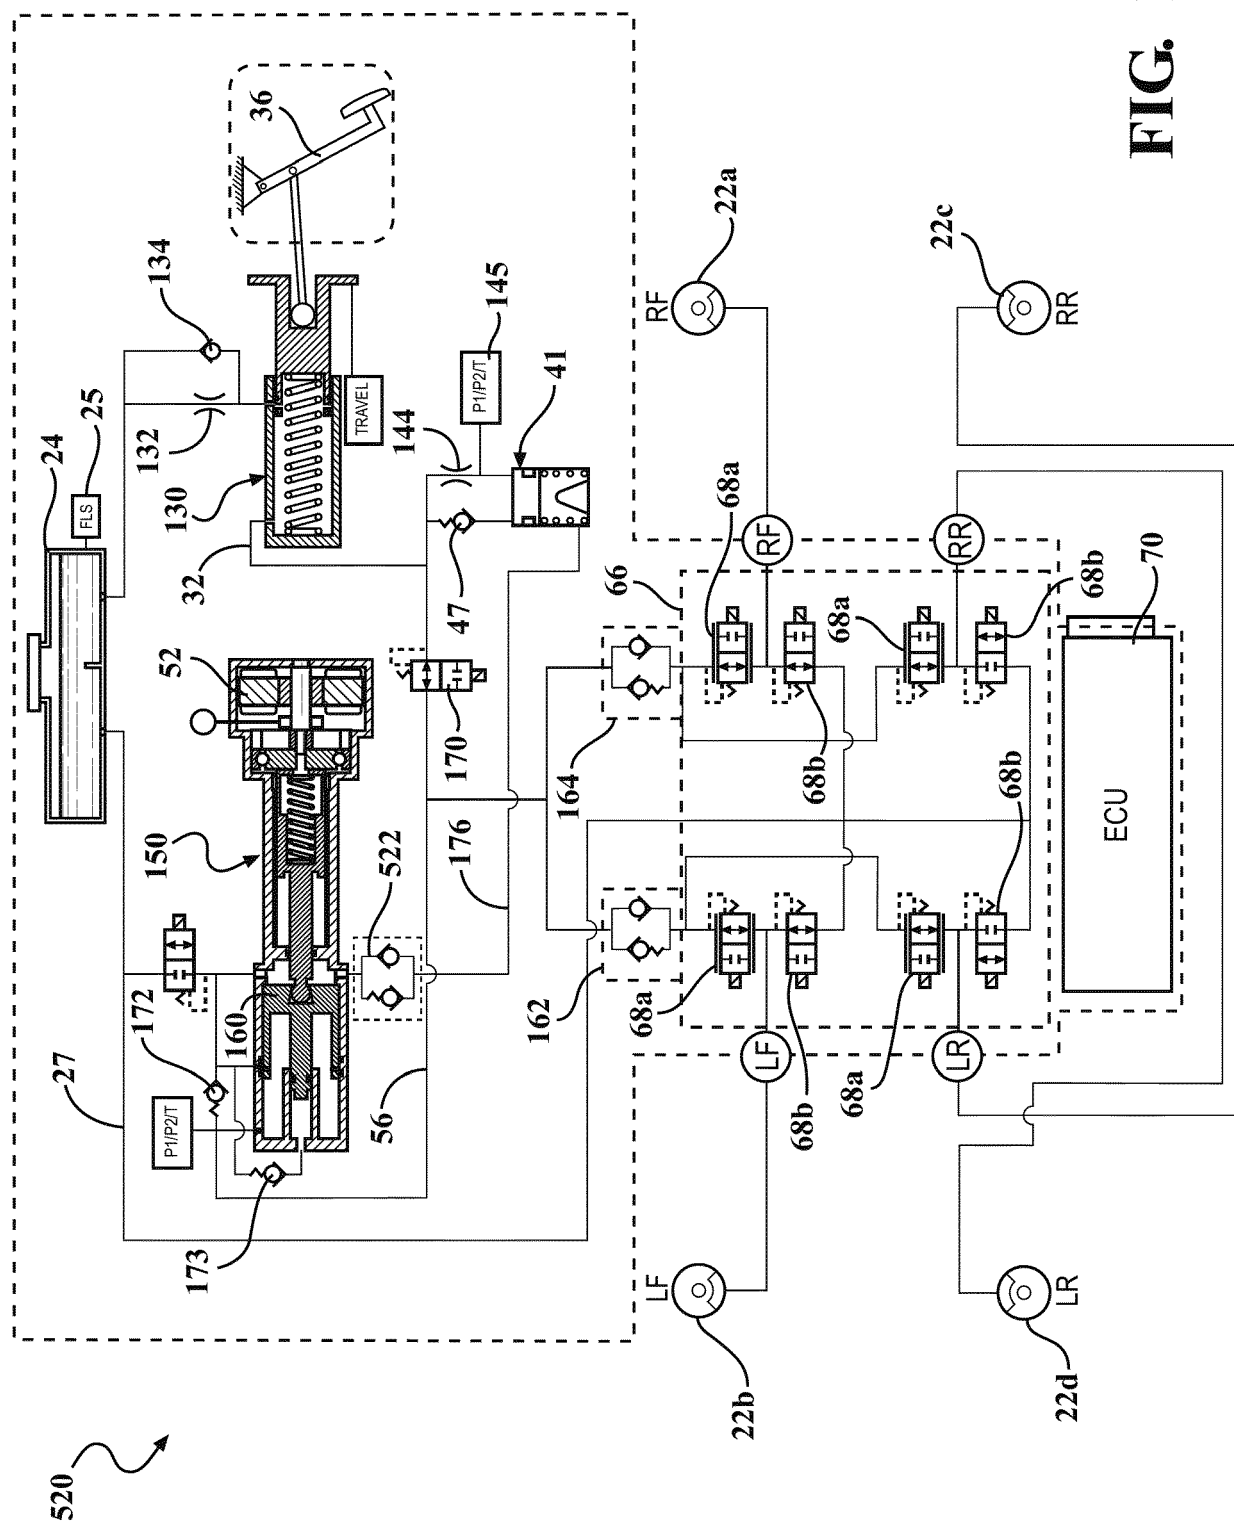 520
24
FLS
25
134
132
130
36
TRAVEL
32
144
P1/P2/T
145
41
47
52
150
170
172
160
522
176
27
P1/P2/T
173
56
162
164
66
68a
68b
68a
68b
68a
68b
68a
68b
RF
RR
LF
LR
ECU
70
RF
22a
RR
22c
LF
22b
LR
22d
FIG.